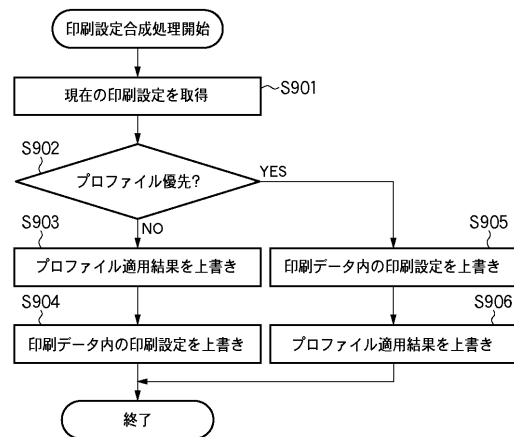 印刷設定合成処理開始
現在の印刷設定を取得
S901
S902
プロファイル優先?
YES
NO
S903
プロファイル適用結果を上書き
S904
印刷データ内の印刷設定を上書き
S905
印刷データ内の印刷設定を上書き
S906
プロファイル適用結果を上書き
終了